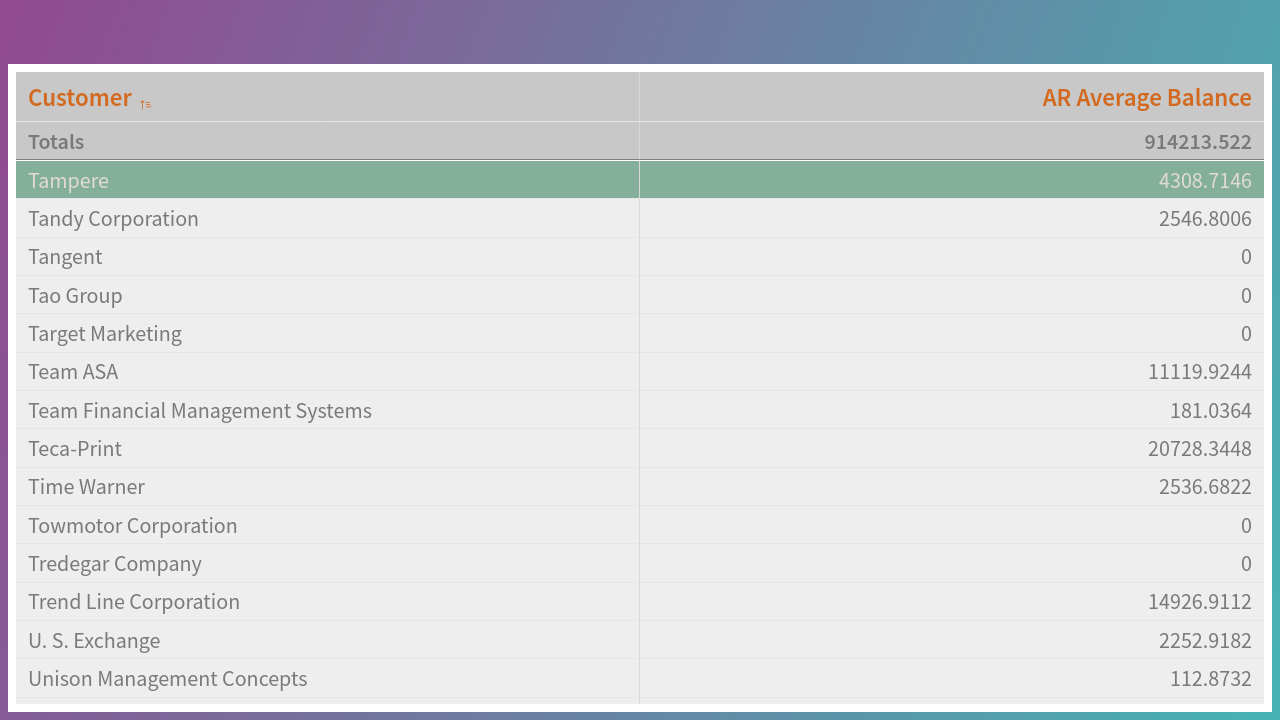 Customer AR Average Balance
Totals 914213.522
Tampere 4308.7146
Tandy Corporation 2546.8006
Tangent 0
Tao Group 0
Target Marketing 0
Team ASA 11119.9244
Team Financial Management Systems 181.0364
Teca-Print 20728.3448
Time Warner 2536.6822
Towmotor Corporation 0
Tredegar Company 0
Trend Line Corporation 14926.9112
U. S. Exchange 2252.9182
Unison Management Concepts 112.8732